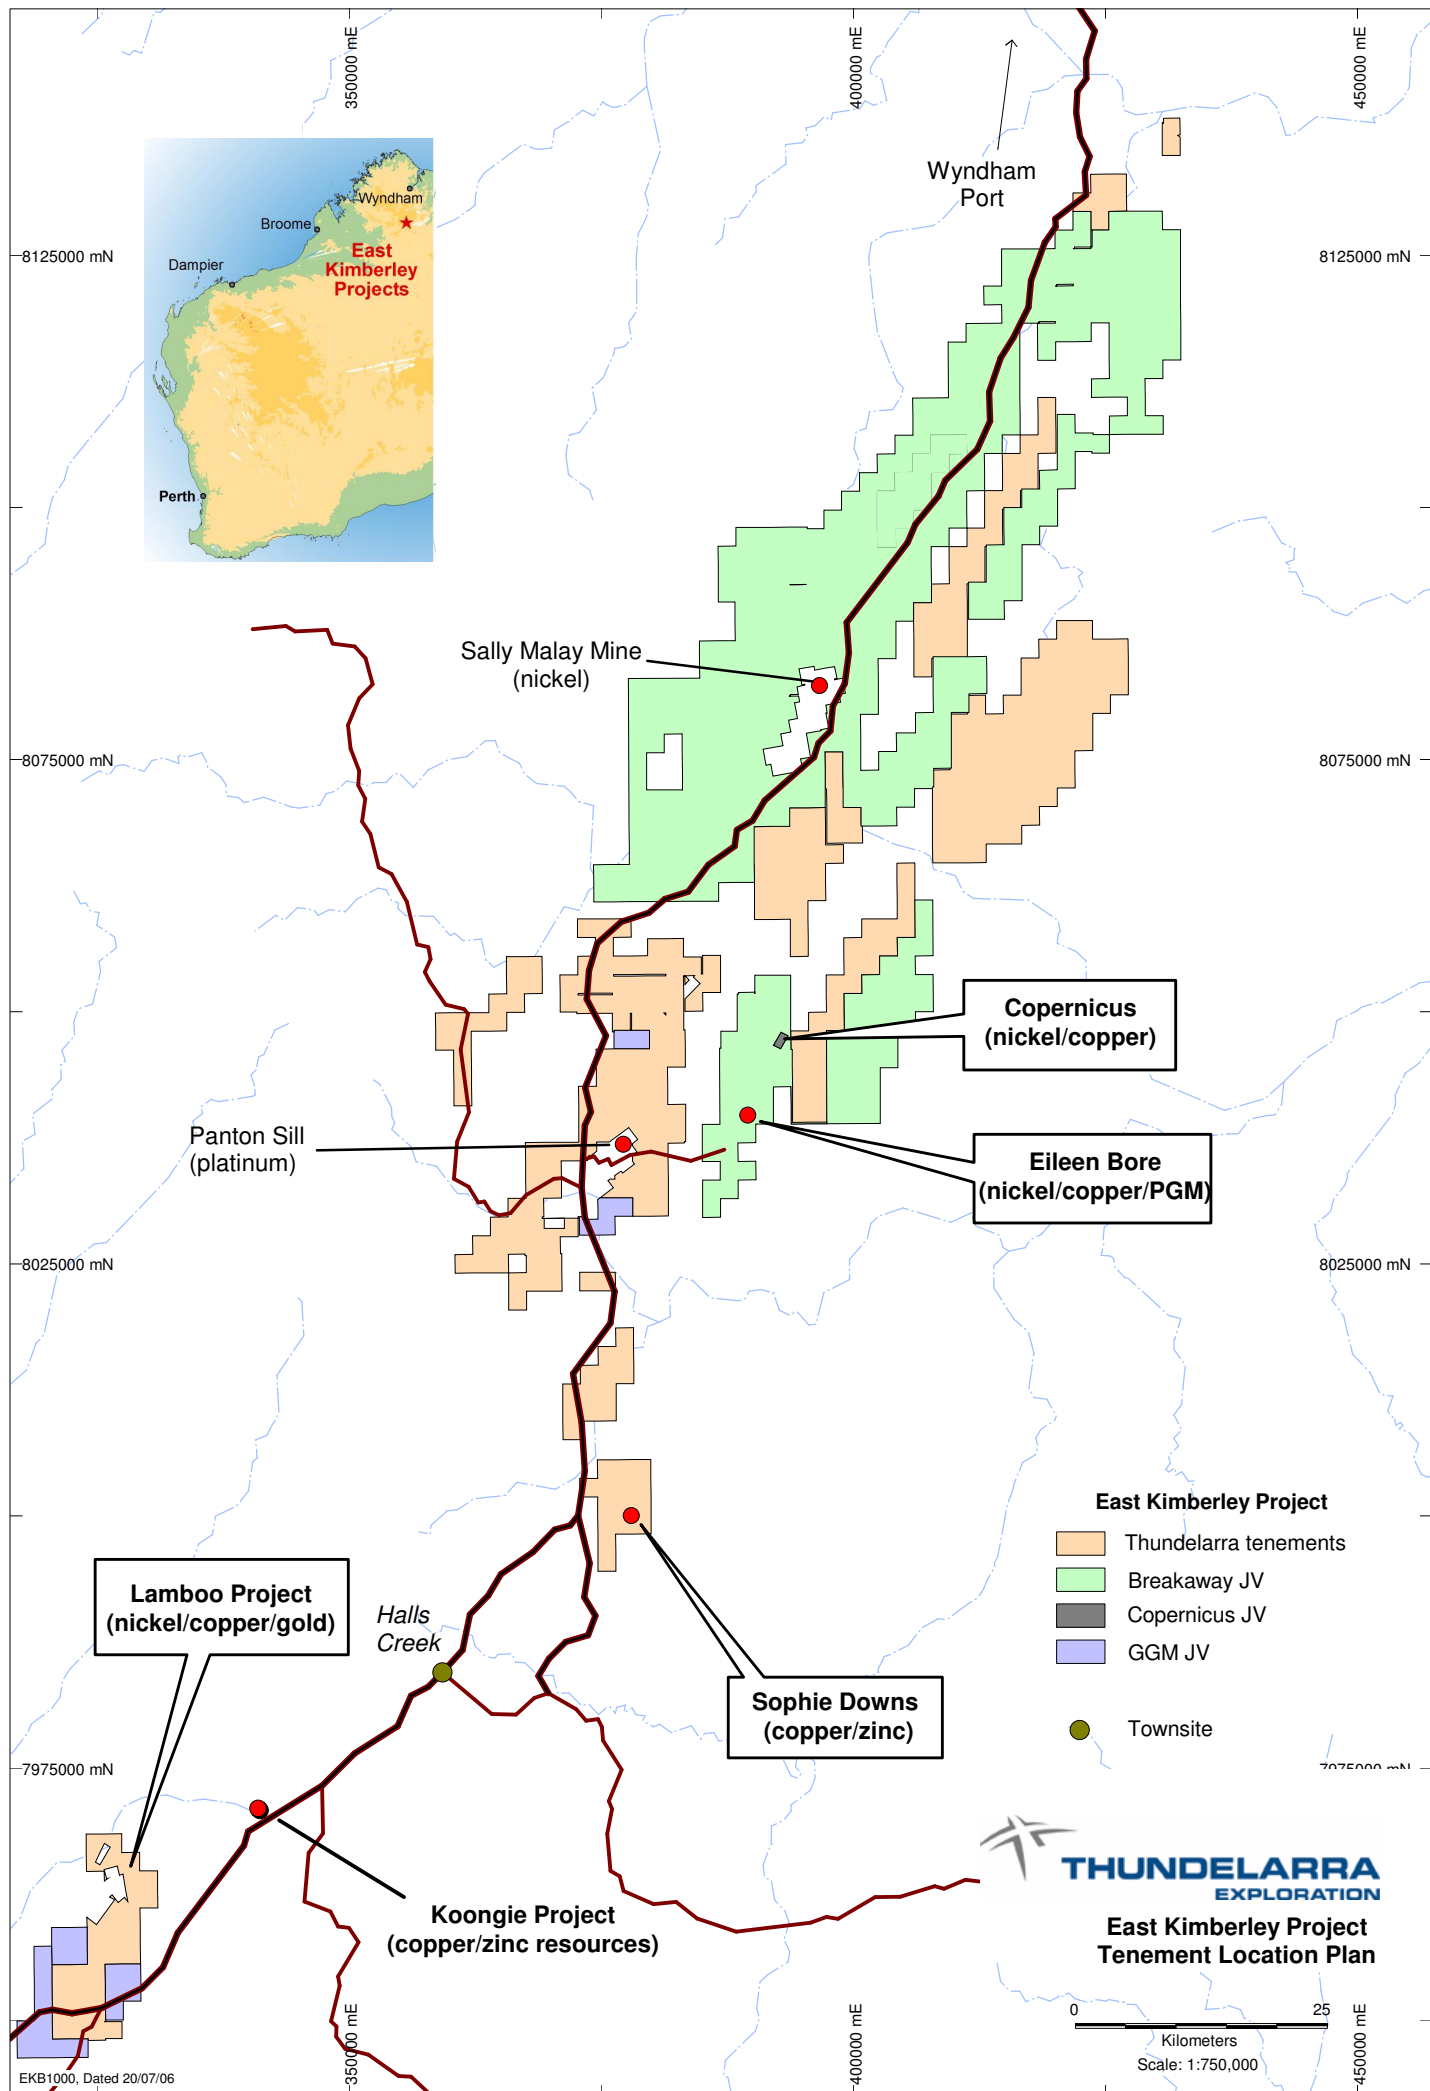 350000 mE
400000 mE
450000 mE
Wyndham
Port
Wyndham
Broome
East
Kimberley
Projects
Dampier
Perth
8125000 mN
8125000 mN
Sally Malay Mine
(nickel)
8075000 mN
8075000 mN
Copernicus
(nickel/copper)
Panton Sill
(platinum)
Eileen Bore
(nickel/copper/PGM)
8025000 mN
8025000 mN
East Kimberley Project
Thundelarra tenements
Breakaway JV
Copernicus JV
GGM JV
Townsite
Lamboo Project
(nickel/copper/gold)
Halls
Creek
Sophie Downs
(copper/zinc)
7975000 mN
7975000 mN
Koongie Project
(copper/zinc resources)
THUNDELARRA
EXPLORATION
East Kimberley Project
Tenement Location Plan
0 25
Kilometers
Scale: 1:750,000
350000 mE
400000 mE
450000 mE
EKB1000, Dated 20/07/06